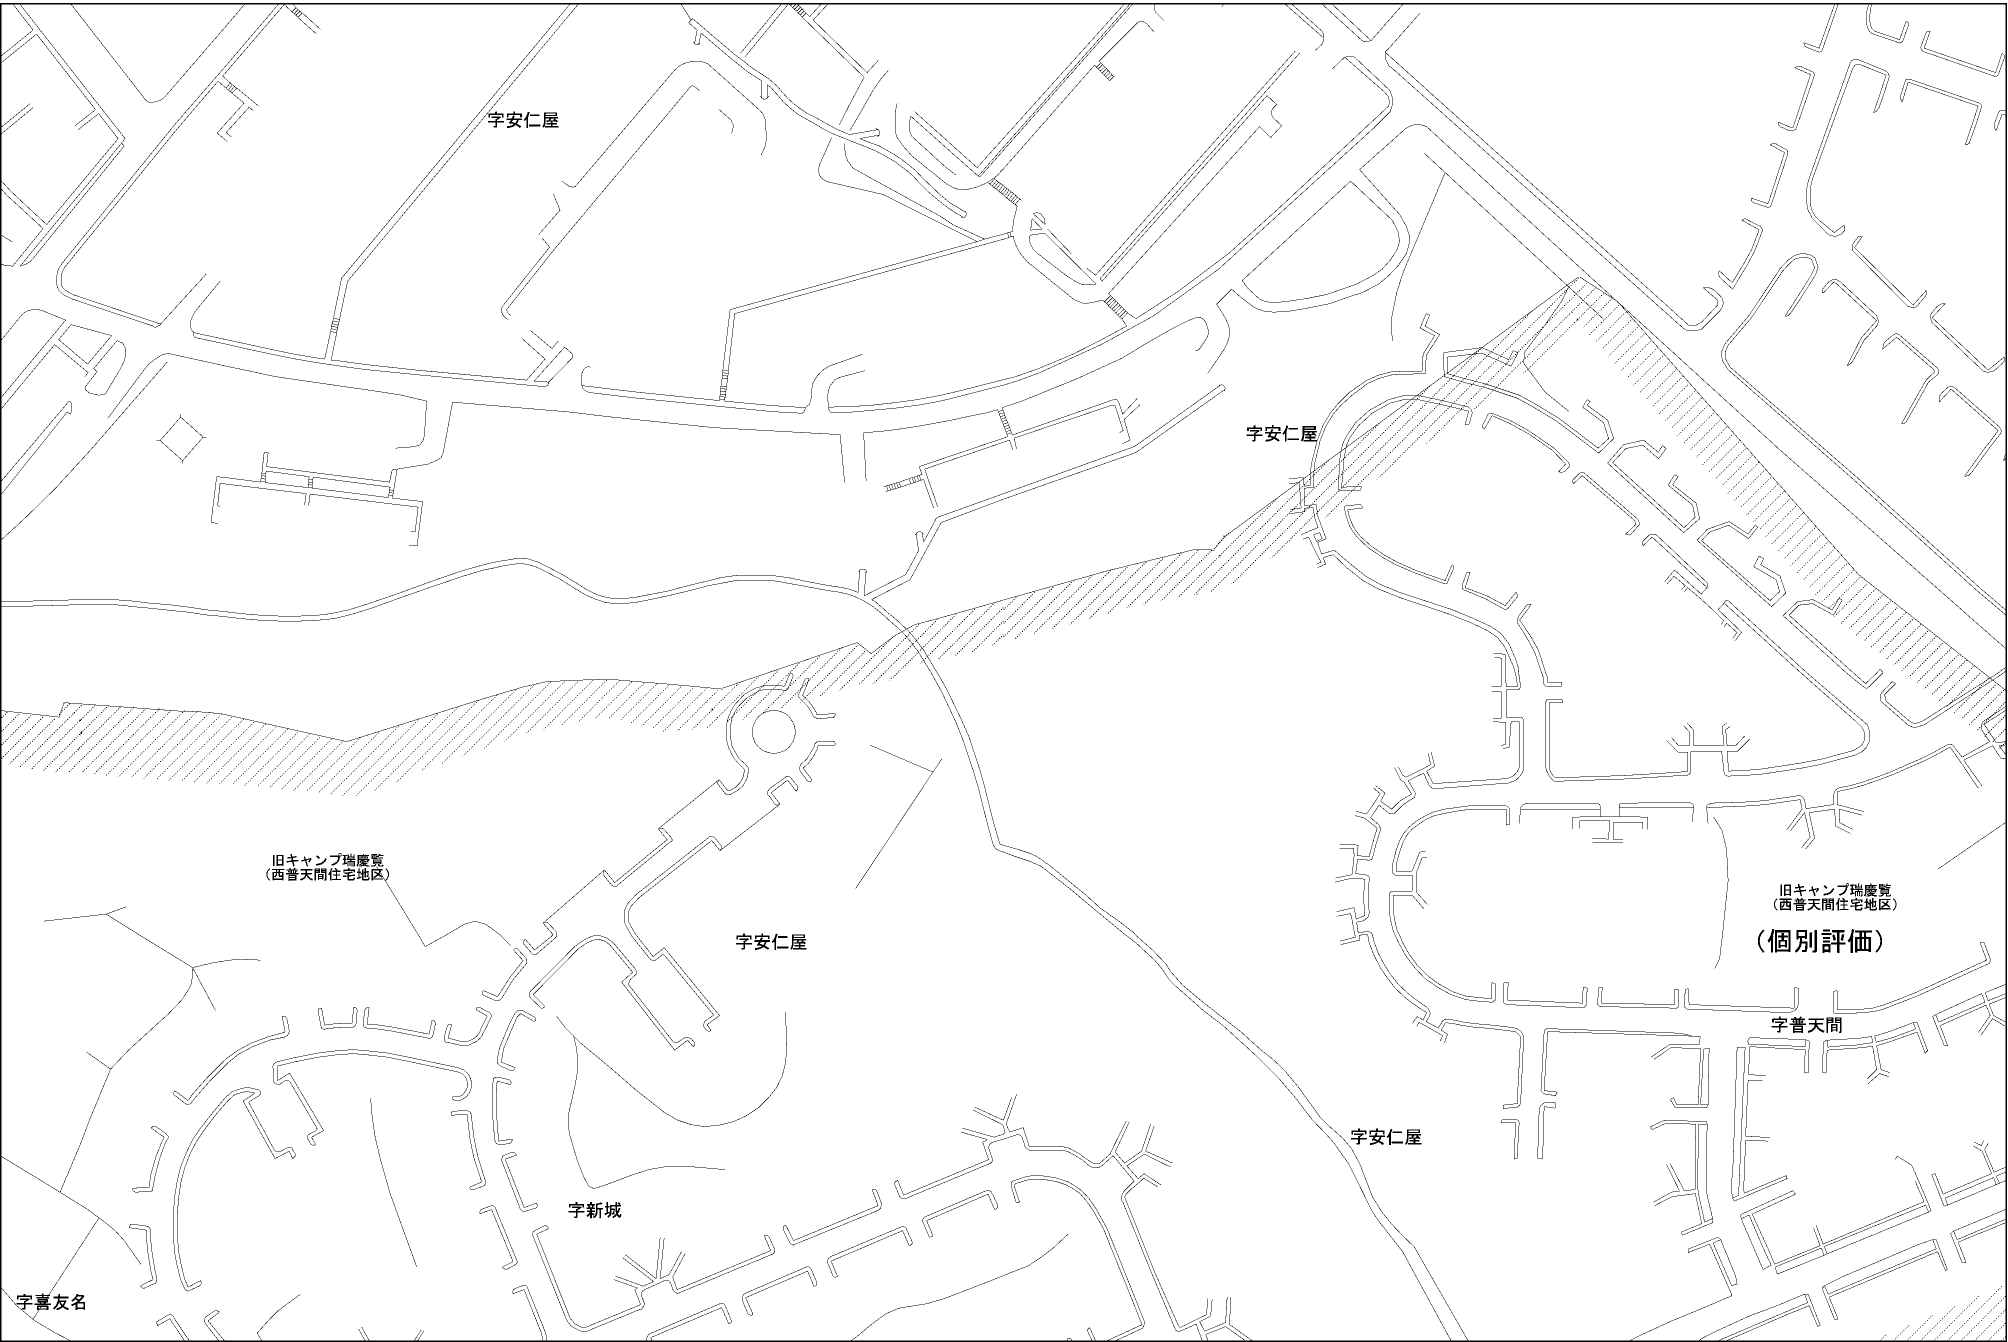 字安仁屋
字安仁屋
旧キャンプ瑞慶覧
（西普天間住宅地区）
旧キャンプ瑞慶覧
（西普天間住宅地区）
（個別評価）
字安仁屋
字普天間
字安仁屋
字新城
字喜友名